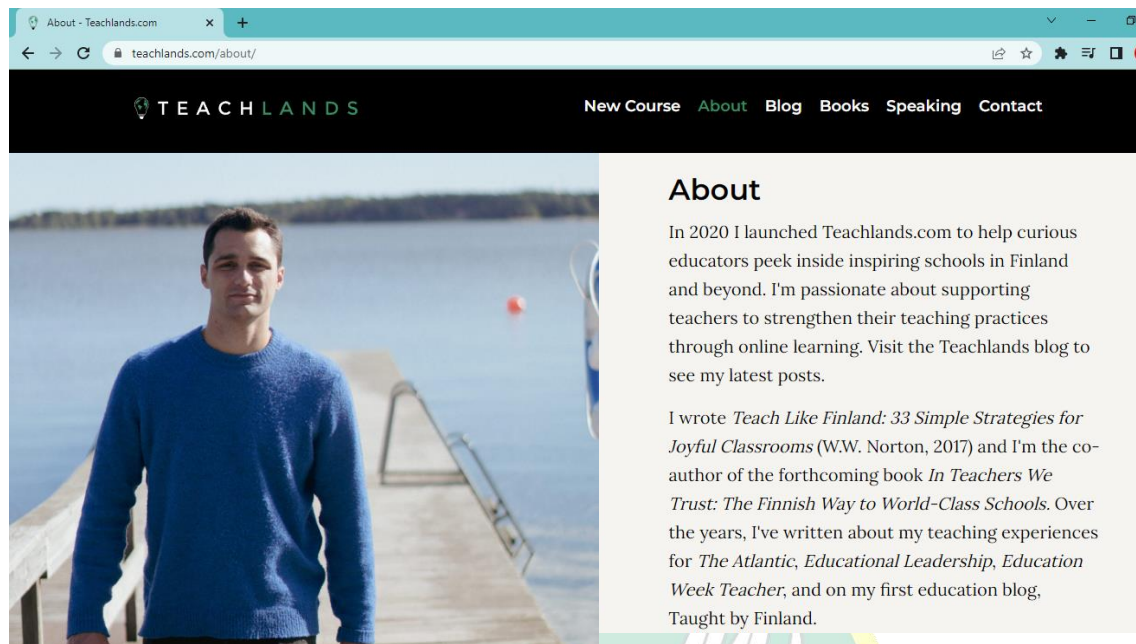 About - Teachlands.com
teachlands.com/about/
TEACHLANDS
New Course About Blog Books Speaking Contact
About
In 2020 I launched Teachlands.com to help curious
educators peek inside inspiring schools in Finland
and beyond. I'm passionate about supporting
teachers to strengthen their teaching practices
through online learning. Visit the Teachlands blog to
see my latest posts.
I wrote Teach Like Finland: 33 Simple Strategies for
Joyful Classrooms (W.W. Norton, 2017) and I'm the co-
author of the forthcoming book In Teachers We
Trust: The Finnish Way to World-Class Schools. Over
the years, I've written about my teaching experiences
for The Atlantic, Educational Leadership, Education
Week Teacher, and on my first education blog,
Taught by Finland.